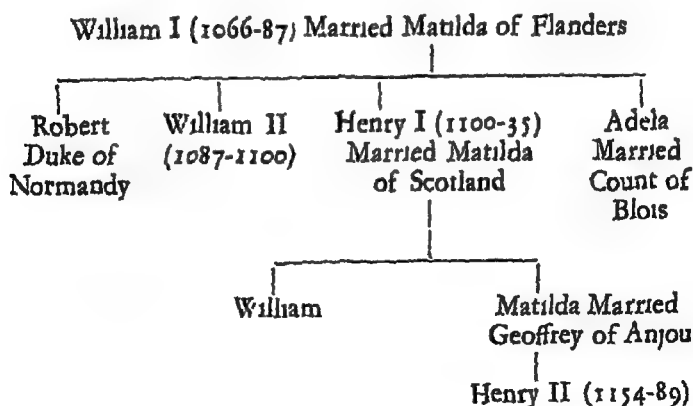 William I (1066-87) Married Matilda of Flanders
Robert
Duke of
Normandy
William II
(1087-1100)
Henry I (1100-35)
Married Matilda
of Scotland
Adela
Married
Count of
Blois
William
Matilda Married
Geoffrey of Anjou
Henry II (1154-89)